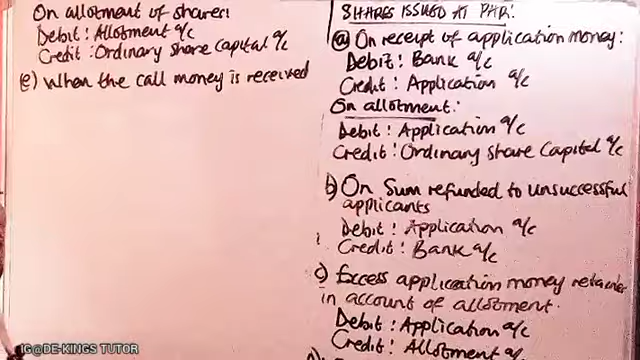 On allotment of shares:
Debit: Allotment a/c
Credit: Ordinary share Capital a/c
(e) When the call money is received
SHARES ISSUED AT PAR:
(a) On receipt of application money:
Debit: Bank a/c
Credit: Application a/c
On allotment:
Debit: Application a/c
Credit: Ordinary share Capital a/c
b) On Sum refunded to unsuccessful
applicants
Debit: Application a/c
Credit: Bank a/c
c) Excess application money
in account of allotment.
Debit: Application a/c
Credit: Allotment a/c
IG@DE-KINGS TUTOR